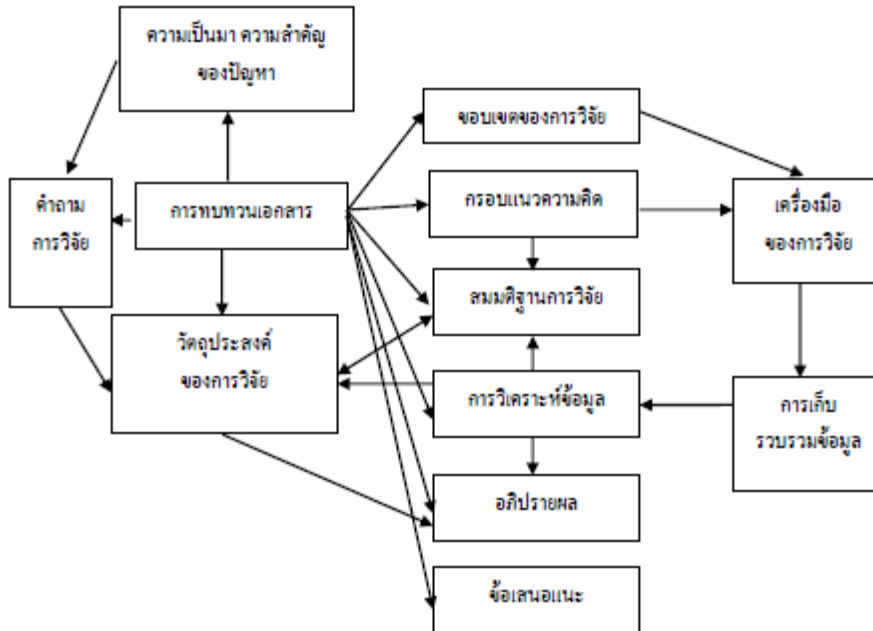 ความเป็นมา ความสำคัญ
ของปัญหา
ขอบเขตของการวิจัย
คำถาม
การวิจัย
การทบทวนเอกสาร
กรอบแนวความคิด
เครื่องมือ
ของการวิจัย
สมมติฐานการวิจัย
วัตถุประสงค์
ของการวิจัย
การวิเคราะห์ข้อมูล
การเก็บ
รวบรวมข้อมูล
อภิปรายผล
ข้อเสนอแนะ